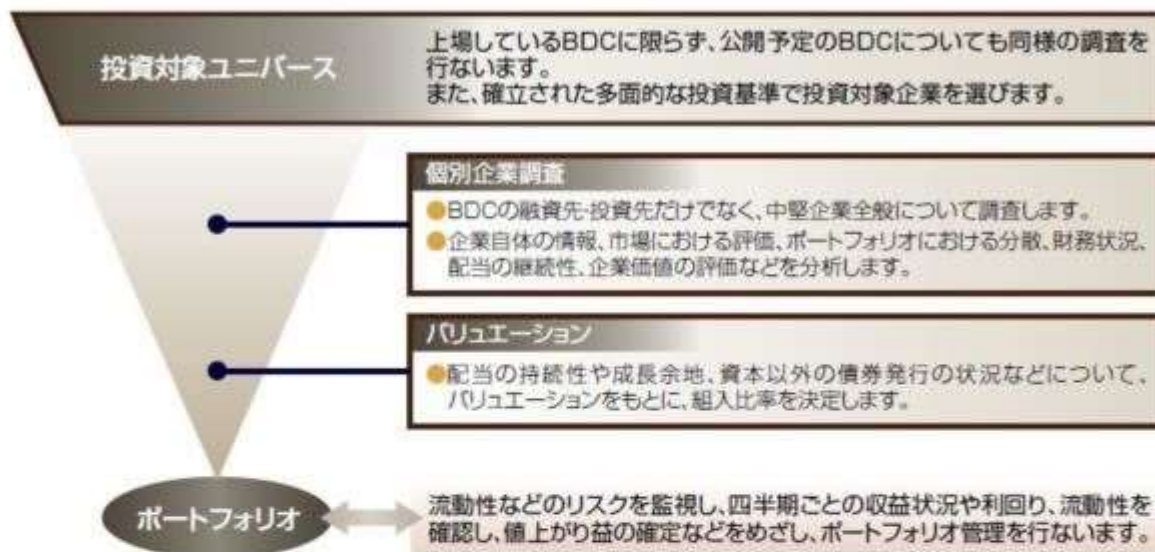 投資対象ユニバース
上場しているBDCに限らず、公開予定のBDCについても同様の調査を
行ないます。
また、確立された多面的な投資基準で投資対象企業を選びます。
個別企業調査
●BDCの融資先・投資先だけでなく、中堅企業全般について調査します。
●企業自体の情報、市場における評価、ポートフォリオにおける分散、財務状況、
配当の継続性、企業価値の評価などを分析します。
バリュエーション
●配当の持続性や成長余地、資本以外の債券発行の状況などについて、
バリュエーションをもとに、組入比率を決定します。
ポートフォリオ
流動性などのリスクを監視し、四半期ごとの収益状況や利回り、流動性を
確認し、値上がり益の確定などをめざし、ポートフォリオ管理を行ないます。